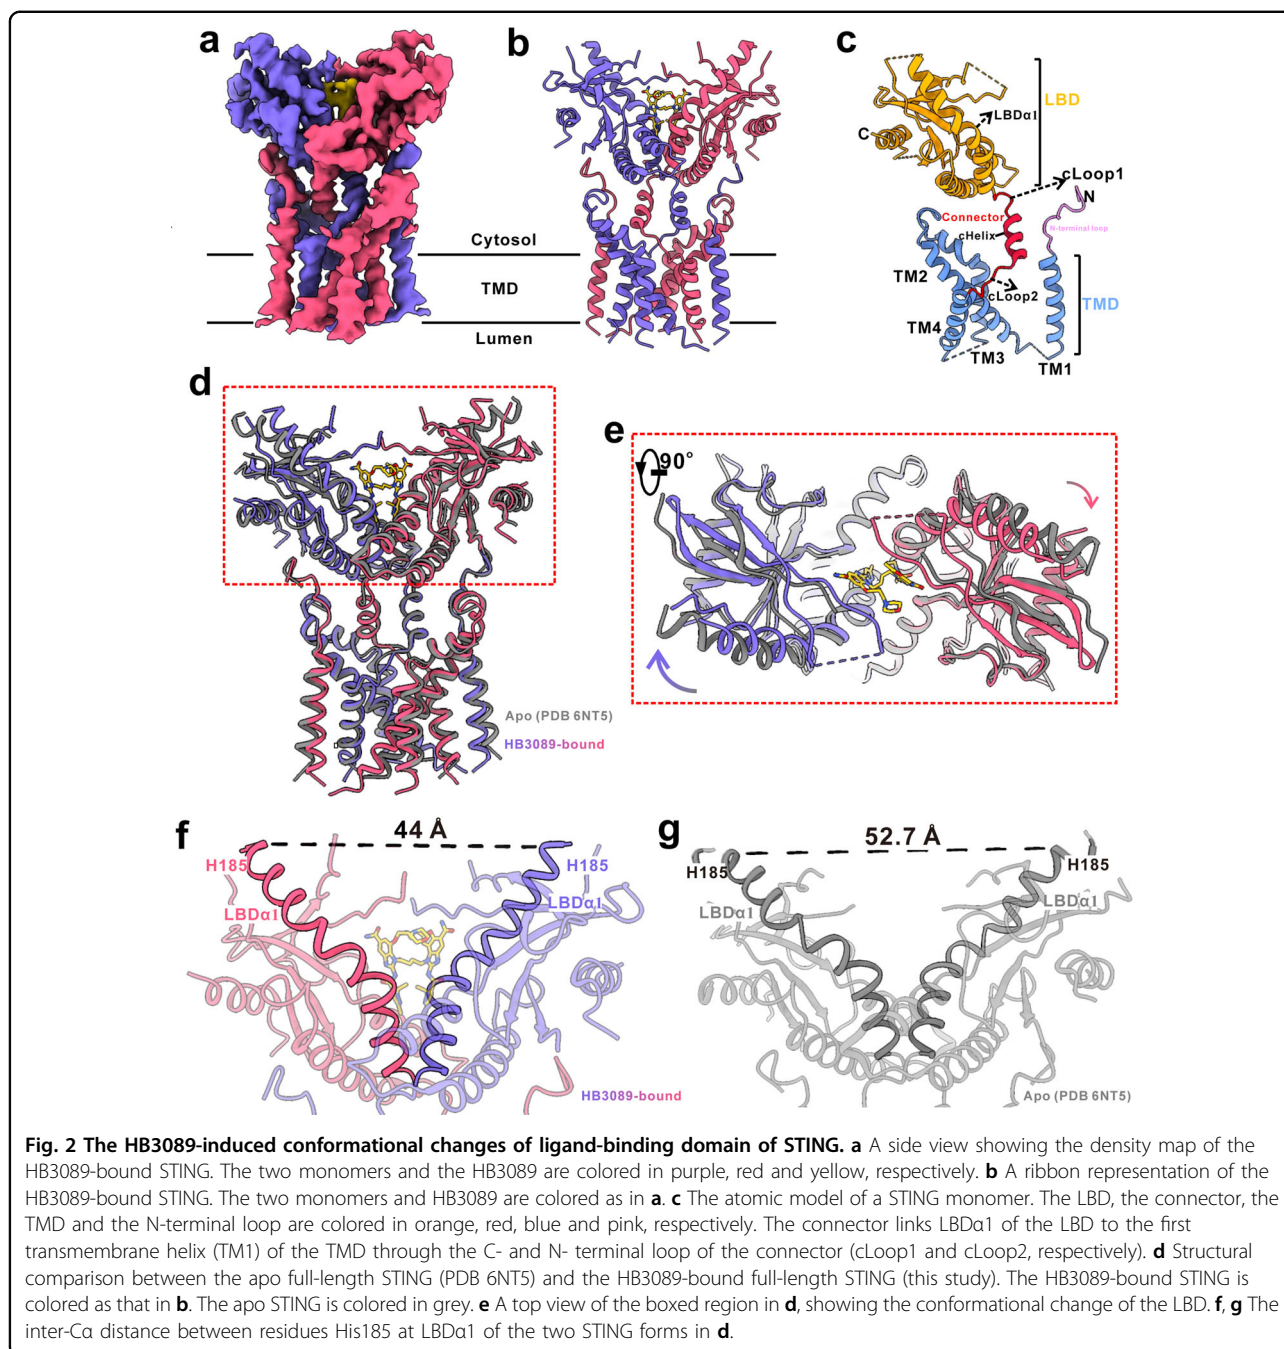 a
b
c
Cytosol
TMD
Lumen
LBD
LBDα1
C
cLoop1
N
Connector
N-terminal loop
cHelix
TM2
cLoop2
TMD
TM4
TM3
TM1
d
e
90°
Apo (PDB 6NT5)
HB3089-bound
f
44 Å
H185
H185
LBDα1
LBDα1
HB3089-bound
g
52.7 Å
H185
H185
LBDα1
LBDα1
Apo (PDB 6NT5)
Fig. 2 The HB3089-induced conformational changes of ligand-binding domain of STING. a A side view showing the density map of the
HB3089-bound STING. The two monomers and the HB3089 are colored in purple, red and yellow, respectively. b A ribbon representation of the
HB3089-bound STING. The two monomers and HB3089 are colored as in a. c The atomic model of a STING monomer. The LBD, the connector, the
TMD and the N-terminal loop are colored in orange, red, blue and pink, respectively. The connector links LBDα1 of the LBD to the first
transmembrane helix (TM1) of the TMD through the C- and N- terminal loop of the connector (cLoop1 and cLoop2, respectively). d Structural
comparison between the apo full-length STING (PDB 6NT5) and the HB3089-bound full-length STING (this study). The HB3089-bound STING is
colored as that in b. The apo STING is colored in grey. e A top view of the boxed region in d, showing the conformational change of the LBD. f, g The
inter-Cα distance between residues His185 at LBDα1 of the two STING forms in d.